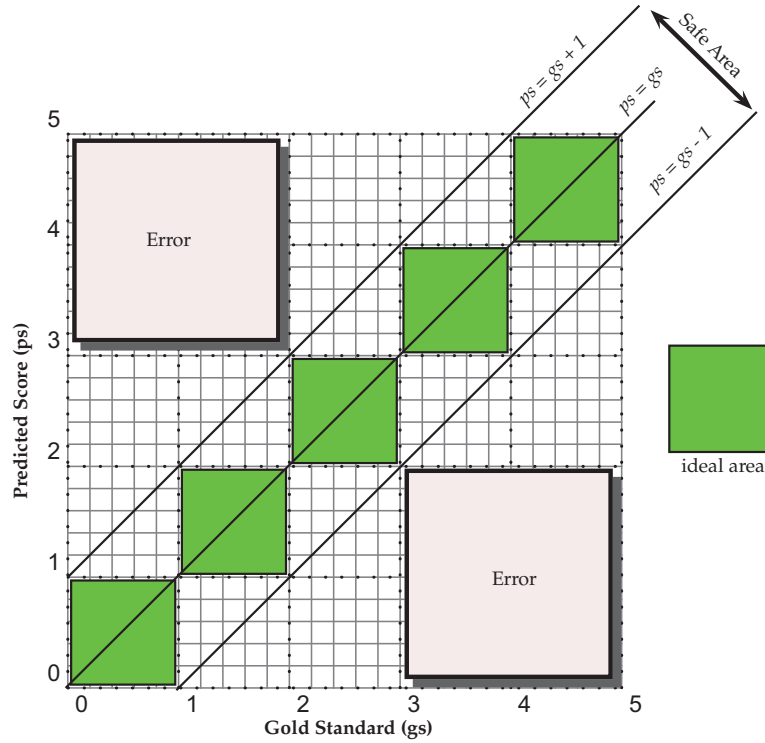 Safe Area
ps = gs + 1
ps = gs
ps = gs - 1
5
4
3
2
1
0
Predicted Score (ps)
Error
Error
ideal area
0 1 2 3 4 5
Gold Standard (gs)